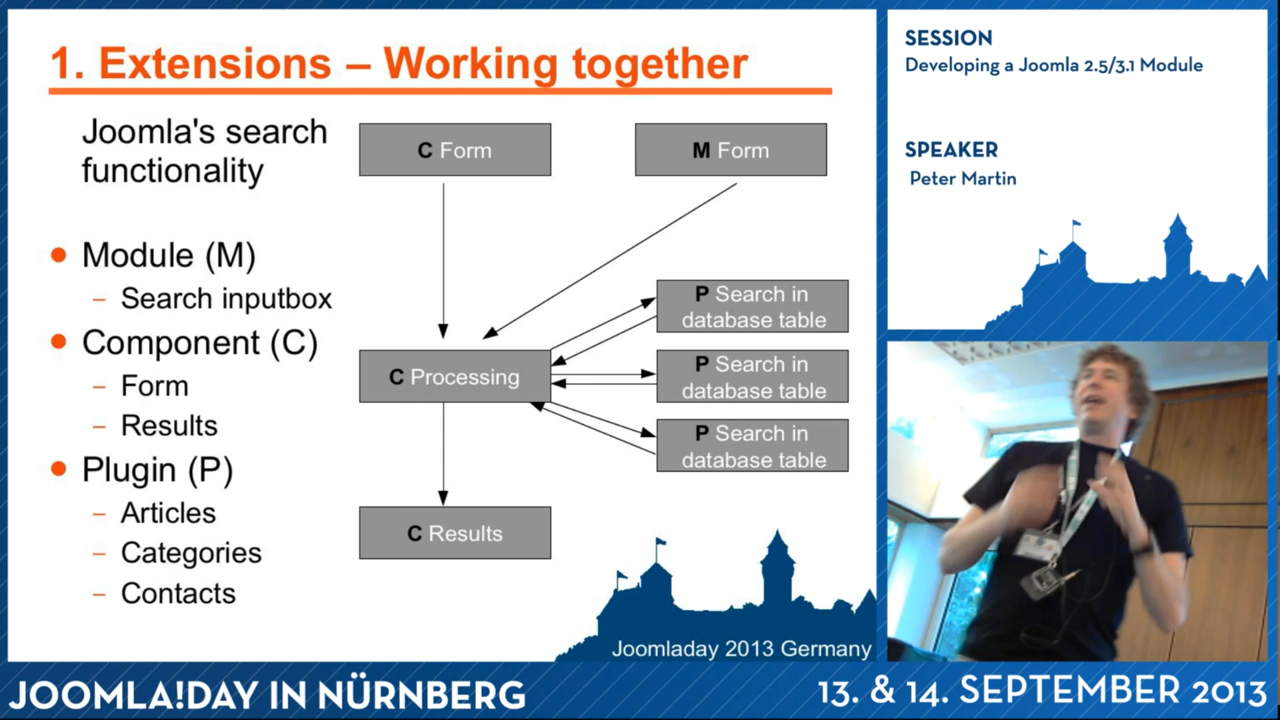 1. Extensions – Working together
Joomla's search
functionality
Module (M)
– Search inputbox
Component (C)
– Form
– Results
Plugin (P)
– Articles
– Categories
– Contacts
C Form
M Form
C Processing
P Search in
database table
P Search in
database table
P Search in
database table
C Results
Joomladay 2013 Germany
SESSION
Developing a Joomla 2.5/3.1 Module
SPEAKER
Peter Martin
JOOMLA!DAY IN NÜRNBERG
13. & 14. SEPTEMBER 2013